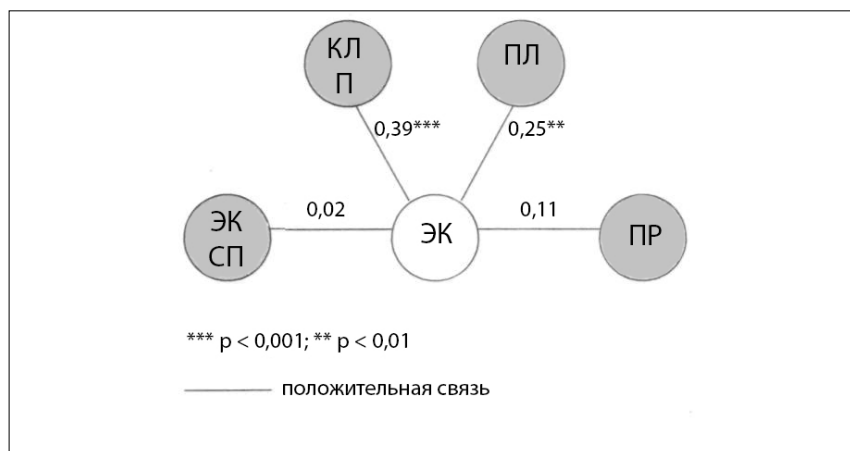 КЛ
П
ПЛ
0,39***
0,25**
ЭК
СП
0,02
ЭК
0,11
ПР
*** p < 0,001; ** p < 0,01
положительная связь